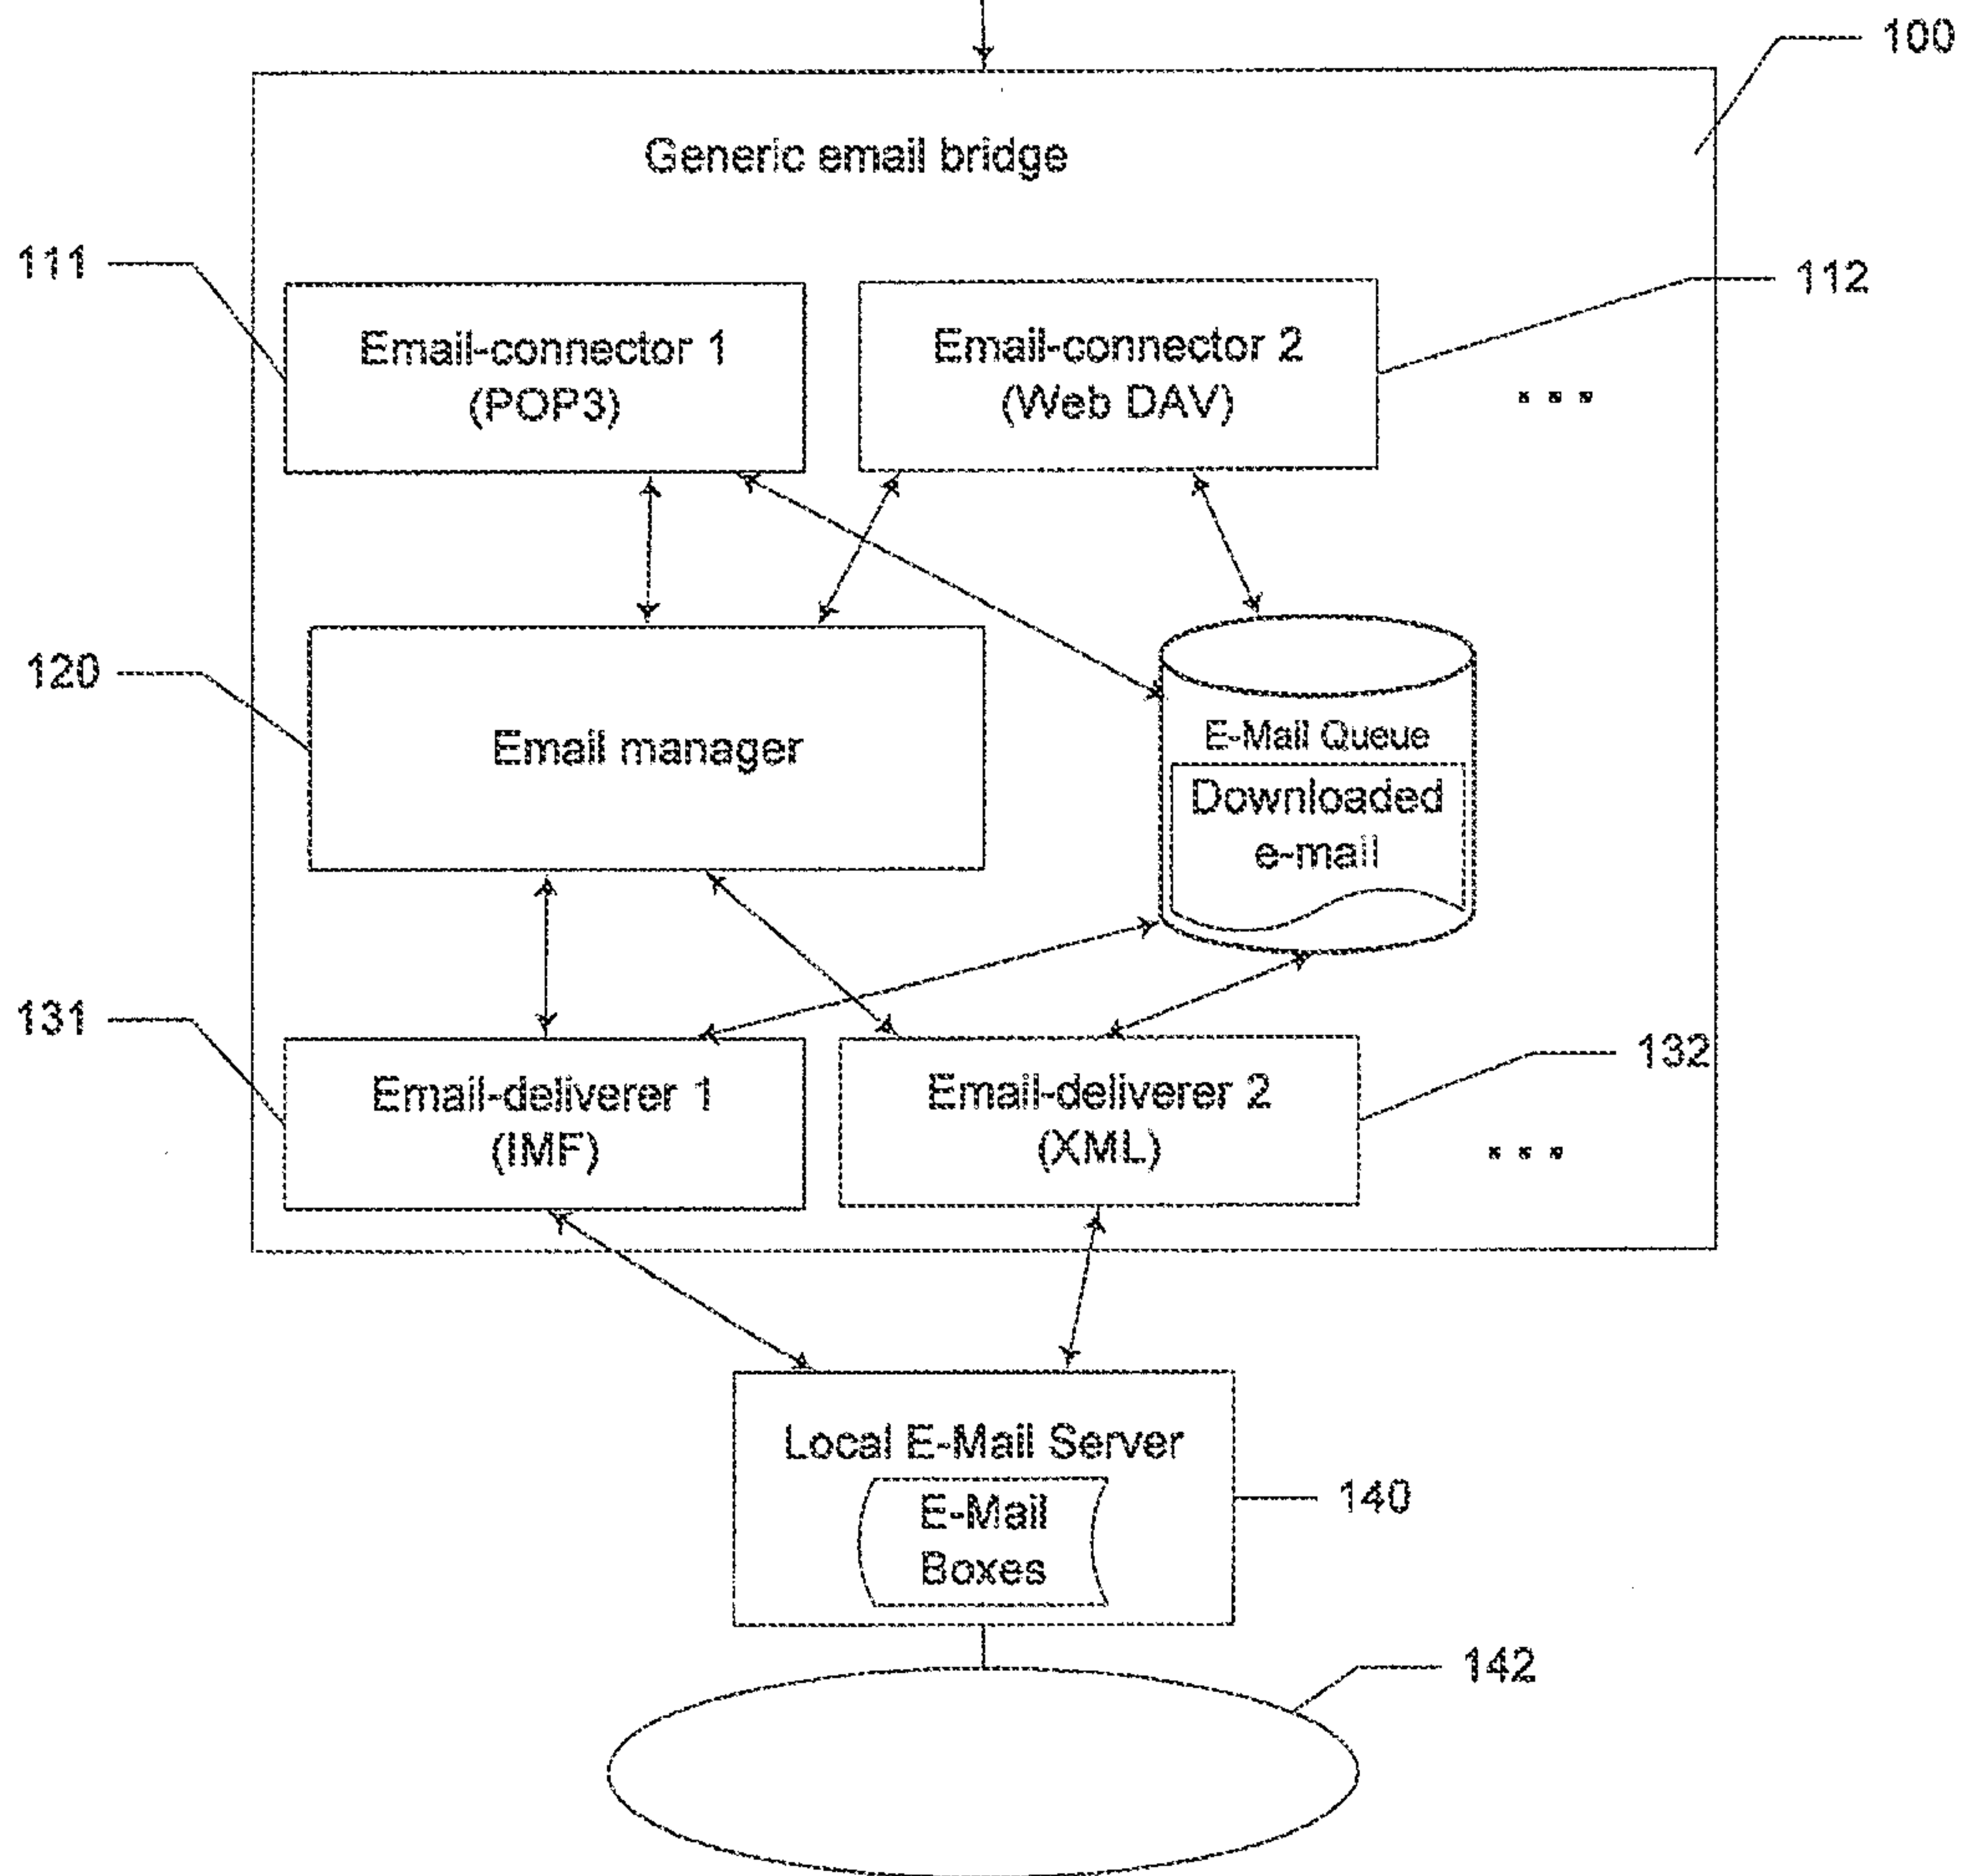 100
Generic email bridge
111
112
Email-connector 1
(POP3)
Email-connector 2
(Web DAV)
120
Email manager
E-Mail Queue
Downloaded
e-mail
131
132
Email-deliverer 1
(IMF)
Email-deliverer 2
(XML)
Local E-Mail Server
E-Mail
Boxes
140
142